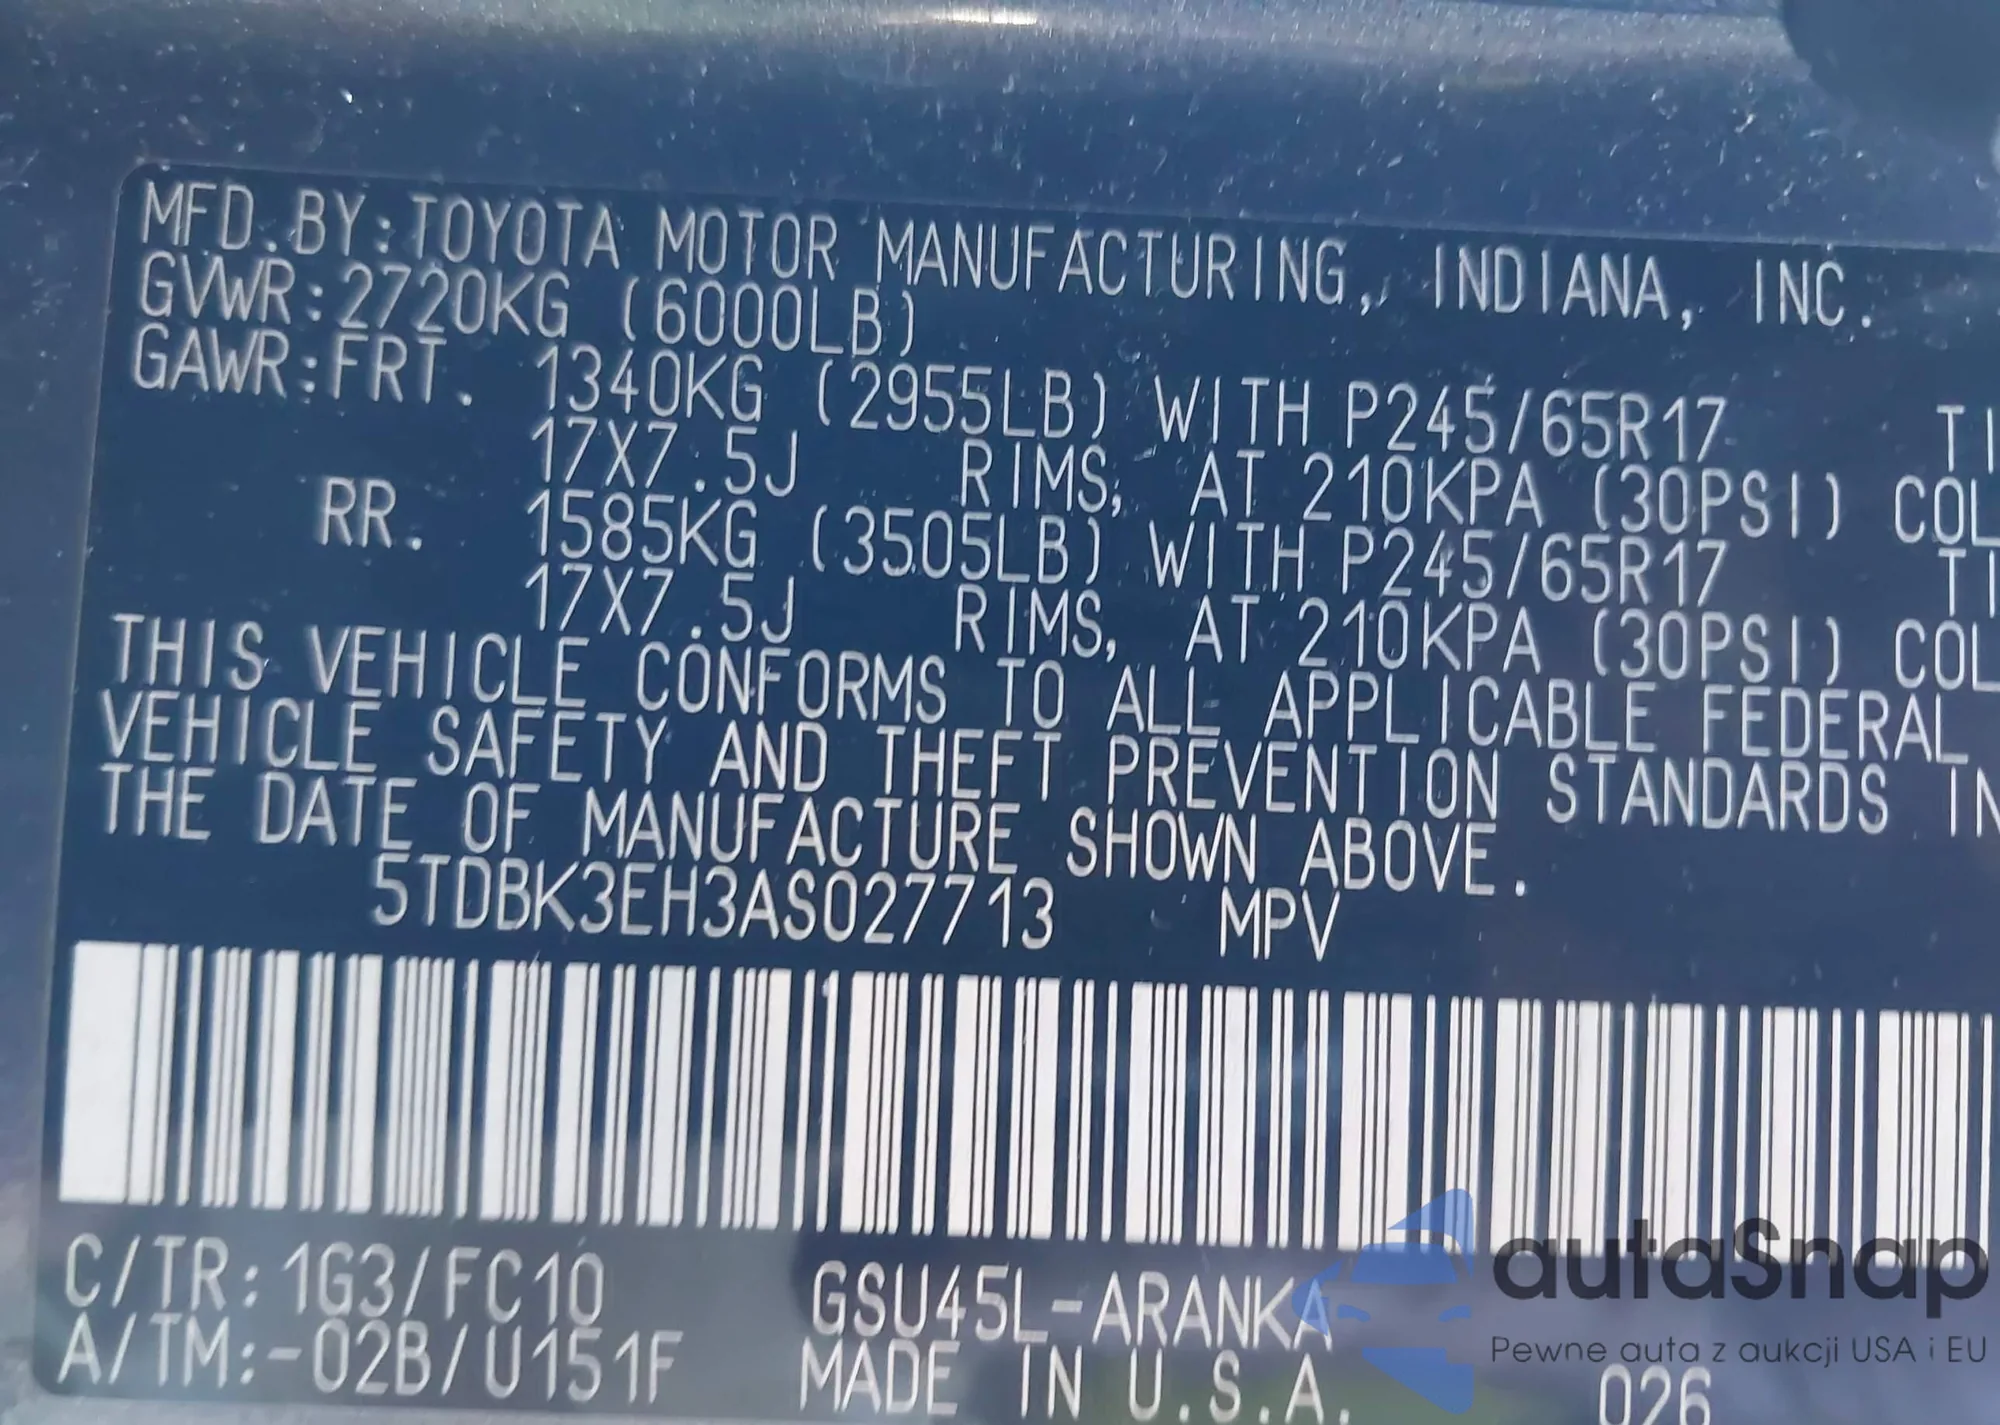 MFD.BY:TOYOTA MOTOR MANUFACTURING, INDIANA, INC.
GVWR:2720KG (6000LB)
GAWR:FRT. 1340KG (2955LB) WITH P245/65R17
17X7.5J RIMS, AT 210KPA (30PSI)
RR. 1585KG (3505LB) WITH P245/65R17
17X7.5J RIMS, AT 210KPA (30PSI)
THIS VEHICLE CONFORMS TO ALL APPLICABLE FEDERAL
VEHICLE SAFETY AND THEFT PREVENTION STANDARDS IN
THE DATE OF MANUFACTURE SHOWN ABOVE.
5TDBK3EH3AS027713 MPV
C/TR:1G3/FC10 GSU45L-ARANKA
A/TM:-02B/U151F MADE IN U.S.A. 026
autaSnap
Pewne auta z aukcji USA i EU